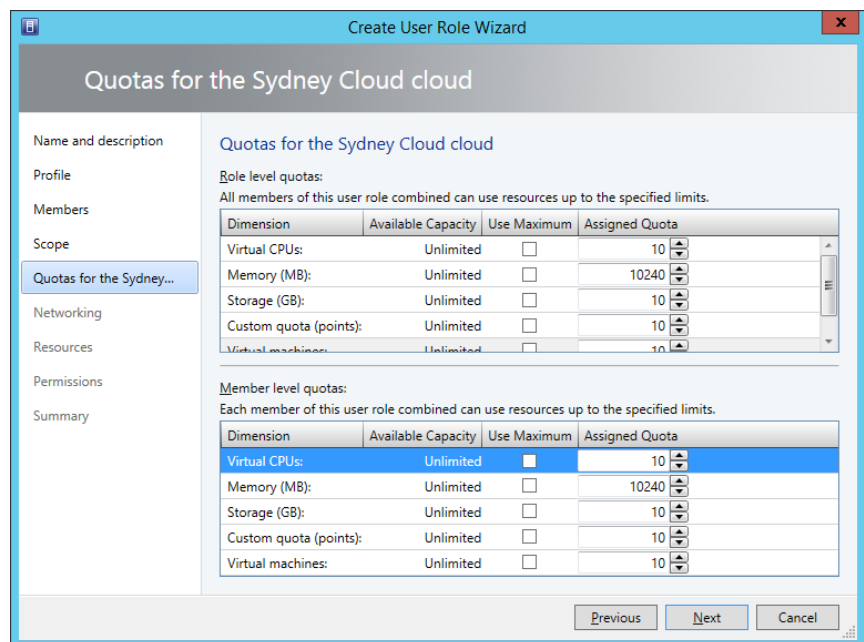 Create User Role Wizard
x
Quotas for the Sydney Cloud cloud
Name and description
Profile
Members
Scope
Quotas for the Sydney...
Networking
Resources
Permissions
Summary
Quotas for the Sydney Cloud cloud
Role level quotas:
All members of this user role combined can use resources up to the specified limits.
Dimension Available Capacity Use Maximum Assigned Quota
Virtual CPUs: Unlimited 10
Memory (MB): Unlimited 10240
Storage (GB): Unlimited 10
Custom quota (points): Unlimited 10
Virtual machines: Unlimited 10
Member level quotas:
Each member of this user role combined can use resources up to the specified limits.
Dimension Available Capacity Use Maximum Assigned Quota
Virtual CPUs: Unlimited 10
Memory (MB): Unlimited 10240
Storage (GB): Unlimited 10
Custom quota (points): Unlimited 10
Virtual machines: Unlimited 10
Previous Next Cancel